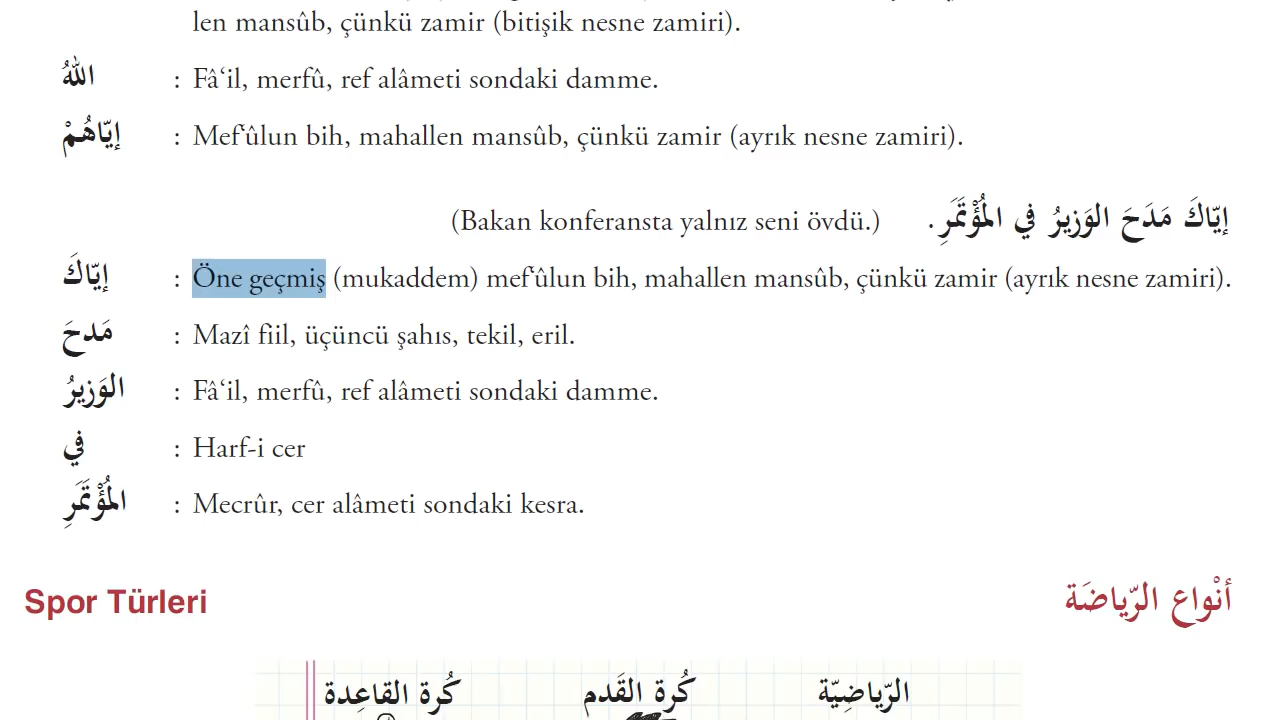 len mansûb, çünkü zamir (bitişik nesne zamiri).
اللهُ : Fâ‘il, merfû, ref alâmeti sondaki damme.
إيّاهُمْ : Mef‘ûlun bih, mahallen mansûb, çünkü zamir (ayrık nesne zamiri).
إيّاكَ مَدَحَ الوَزيرُ في المُؤْتَمَرِ. (Bakan konferansta yalnız seni övdü.)
إيّاكَ : Öne geçmiş (mukaddem) mef‘ûlun bih, mahallen mansûb, çünkü zamir (ayrık nesne zamiri).
مَدحَ : Mazî fiil, üçüncü şahıs, tekil, eril.
الوَزيرُ : Fâ‘il, merfû, ref alâmeti sondaki damme.
في : Harf-i cer
المُؤْتَمَرِ : Mecrûr, cer alâmeti sondaki kesra.
Spor Türleri أنْواع الرّياضَة
الرّياضِيّة كُرة القَدم كُرة القاعِدة